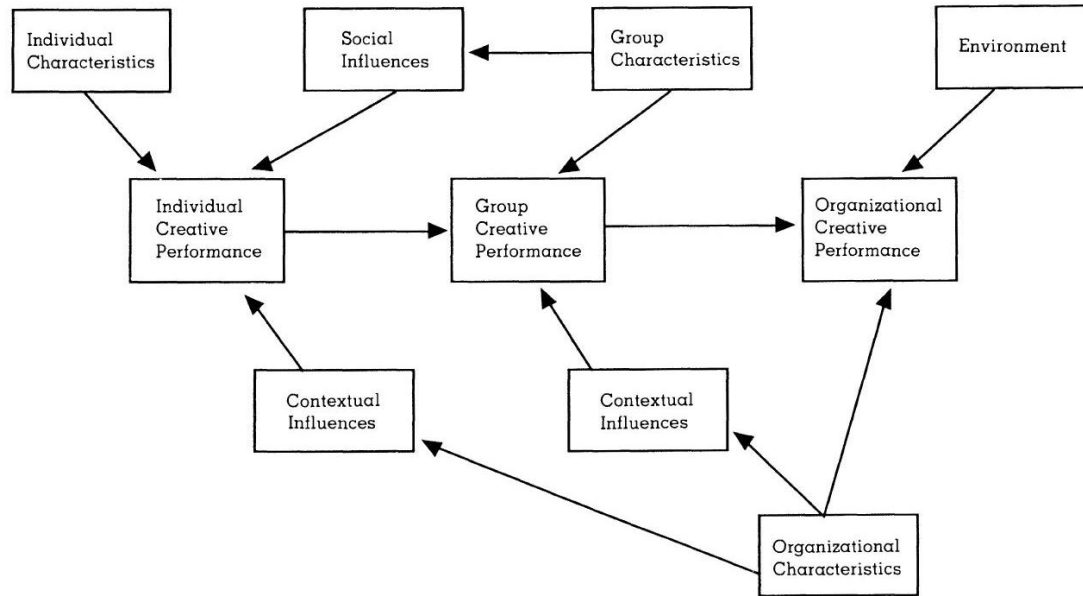 Individual
Characteristics
Social
Influences
Group
Characteristics
Environment
Individual
Creative
Performance
Group
Creative
Performance
Organizational
Creative
Performance
Contextual
Influences
Contextual
Influences
Organizational
Characteristics